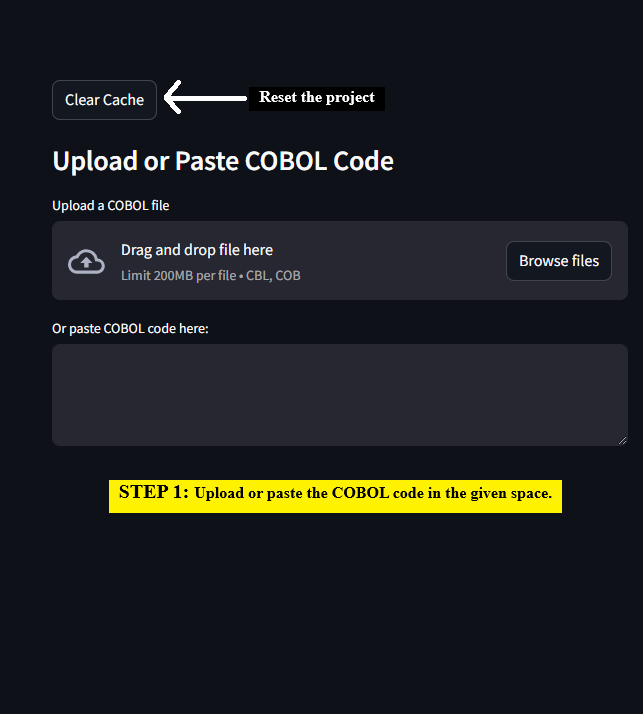 Clear Cache
Reset the project
Upload or Paste COBOL Code
Upload a COBOL file
Drag and drop file here
Limit 200MB per file • CBL, COB
Browse files
Or paste COBOL code here:
STEP 1: Upload or paste the COBOL code in the given space.